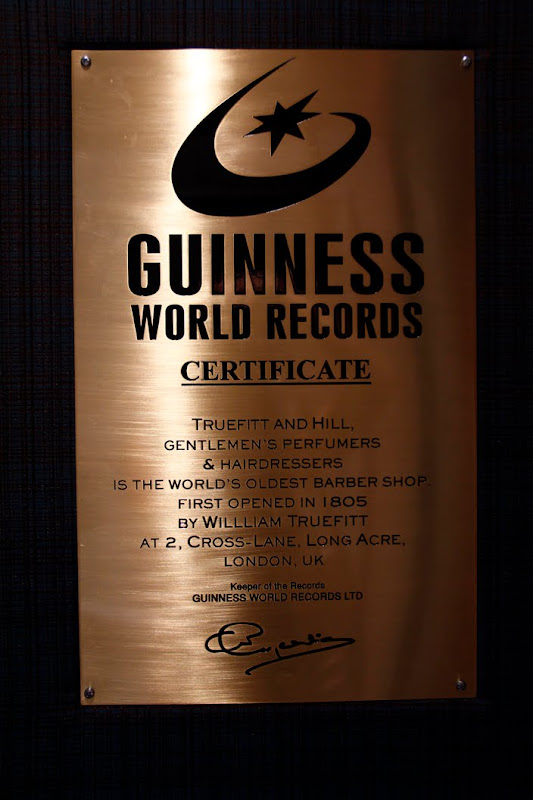 GUINNESS
WORLD RECORDS
CERTIFICATE
TRUEFITT AND HILL,
GENTLEMEN'S PERFUMERS
& HAIRDRESSERS
IS THE WORLD'S OLDEST BARBER SHOP.
FIRST OPENED IN 1805
BY WILLLIAM TRUEFITT
AT 2, CROSS-LANE, LONG ACRE,
LONDON, UK
Keeper of the Records
GUINNESS WORLD RECORDS LTD